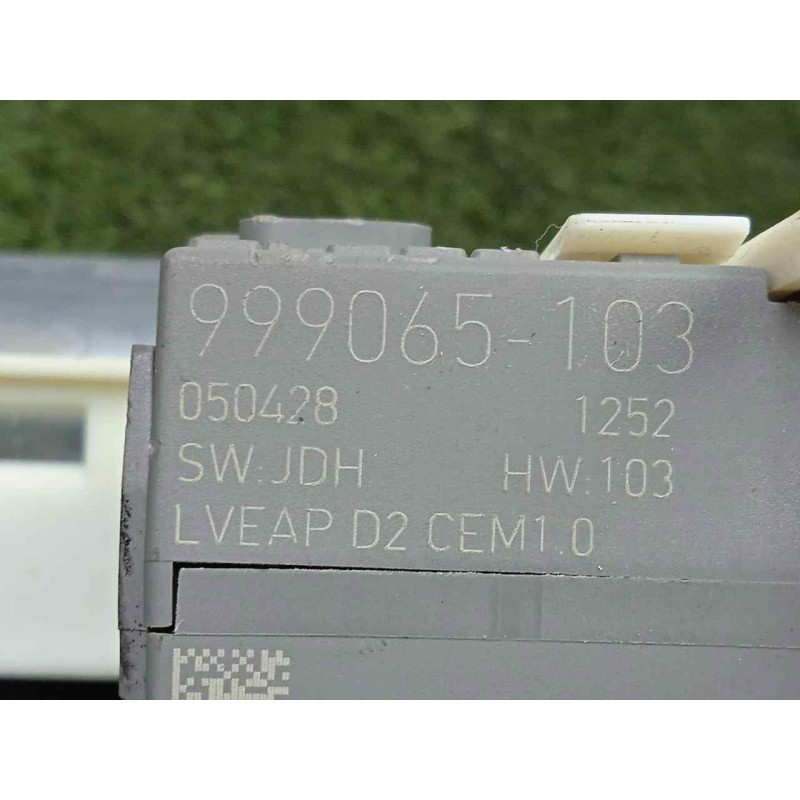 999065-103
050428 1252
SW:JDH HW:103
LVEAP D2 CEM1.0